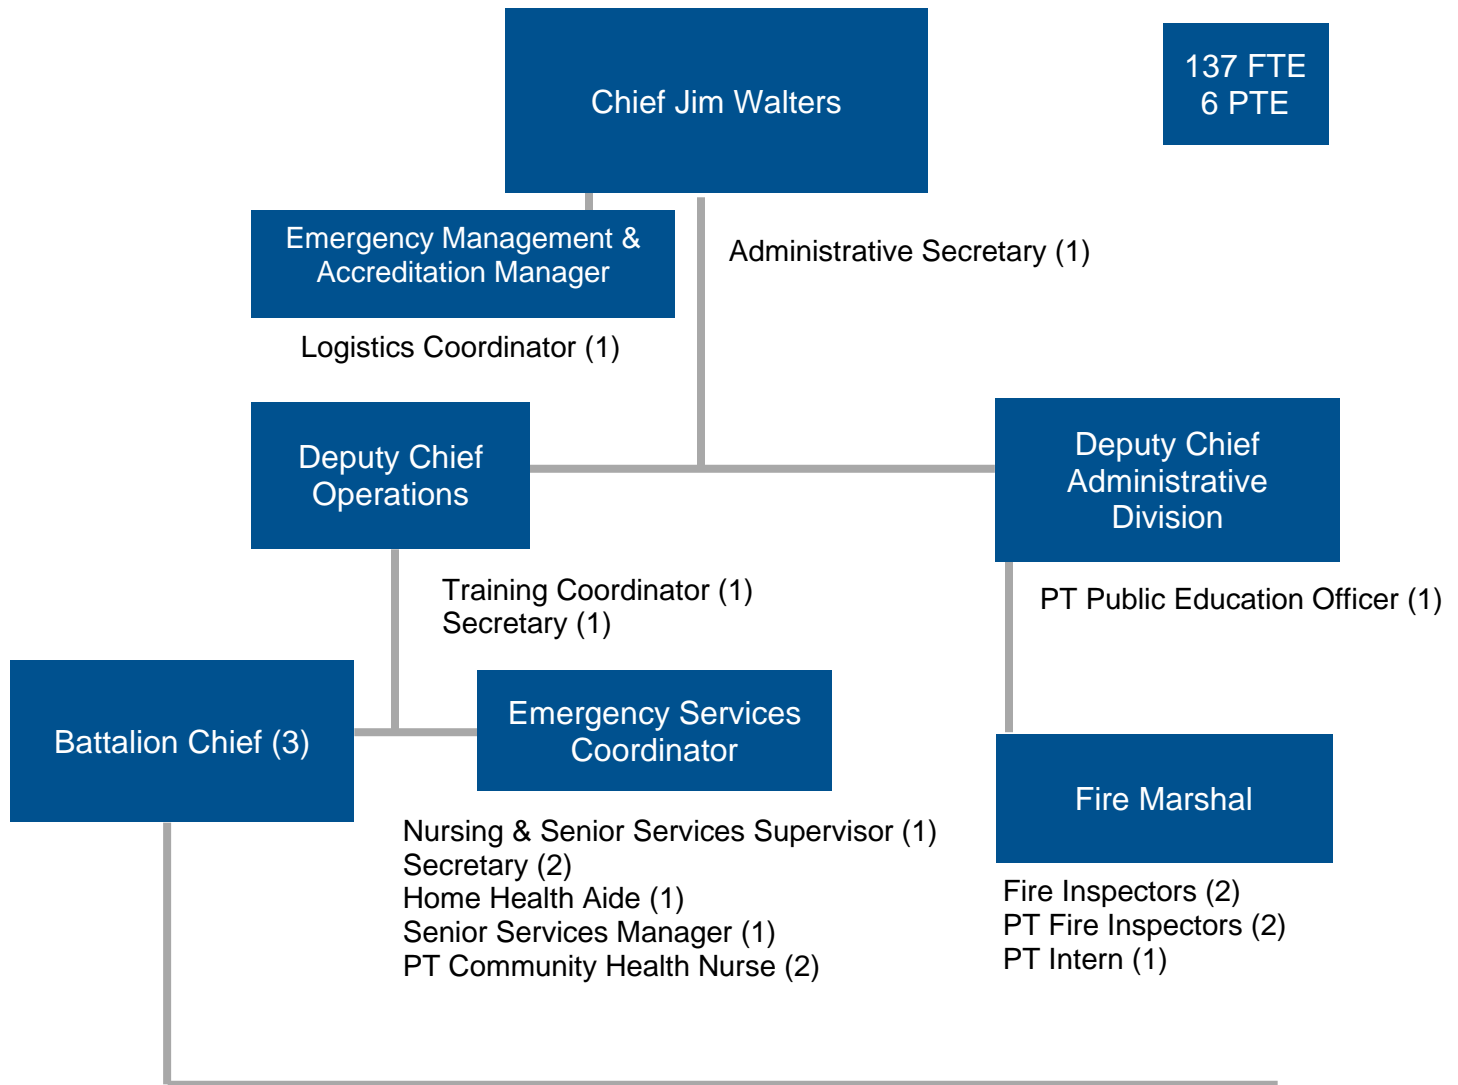 Chief Jim Walters
137 FTE
6 PTE
Emergency Management &
Accreditation Manager
Administrative Secretary (1)
Logistics Coordinator (1)
Deputy Chief
Operations
Deputy Chief
Administrative
Division
Training Coordinator (1)
Secretary (1)
PT Public Education Officer (1)
Battalion Chief (3)
Emergency Services
Coordinator
Fire Marshal
Nursing & Senior Services Supervisor (1)
Secretary (2)
Home Health Aide (1)
Senior Services Manager (1)
PT Community Health Nurse (2)
Fire Inspectors (2)
PT Fire Inspectors (2)
PT Intern (1)